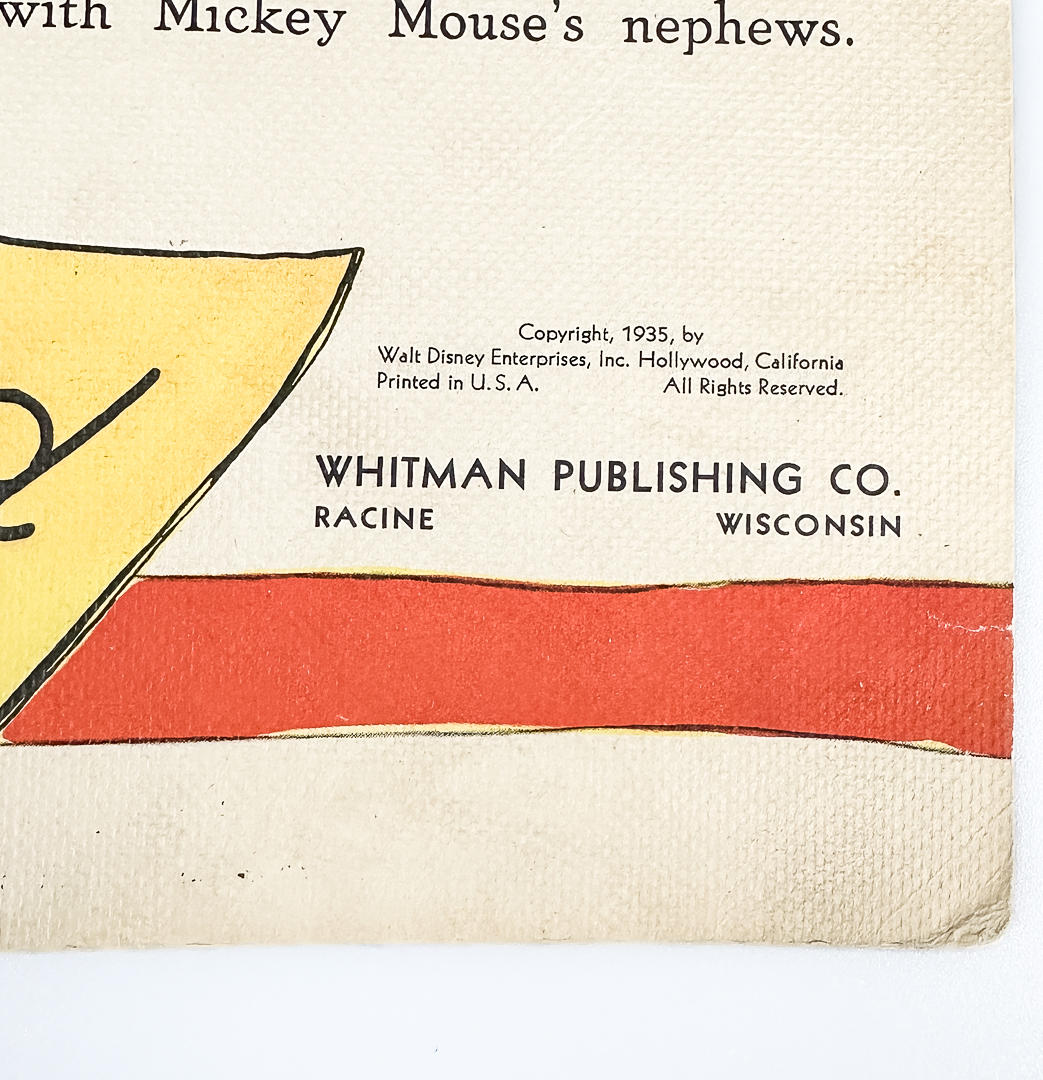 with Mickey Mouse's nephews.
Copyright, 1935, by
Walt Disney Enterprises, Inc. Hollywood, California
Printed in U. S. A. All Rights Reserved.
WHITMAN PUBLISHING CO.
RACINE WISCONSIN